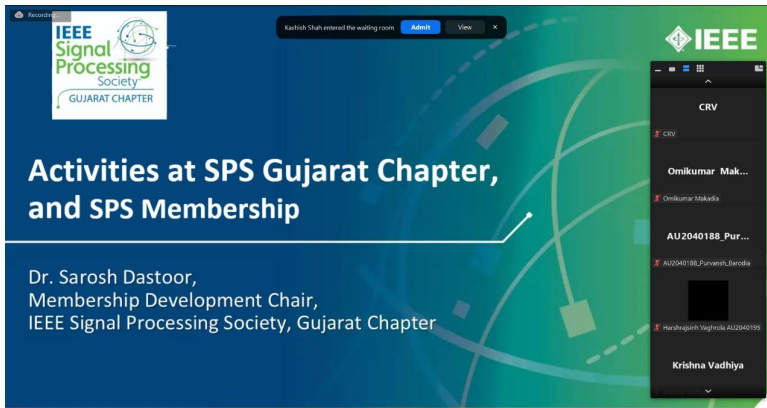 Recording...
Kashish Shah entered the waiting room Admit View ×
IEEE
Signal
Processing
Society
GUJARAT CHAPTER
IEEE
Activities at SPS Gujarat Chapter,
and SPS Membership
Dr. Sarosh Dastoor,
Membership Development Chair,
IEEE Signal Processing Society, Gujarat Chapter
CRV
CRV
Omikumar Mak...
Omikumar Makadia
AU2040188_Pur...
AU2040188_Purvansh_Barodia
Harshrajsinh Vaghrola AU2040195
Krishna Vadhiya